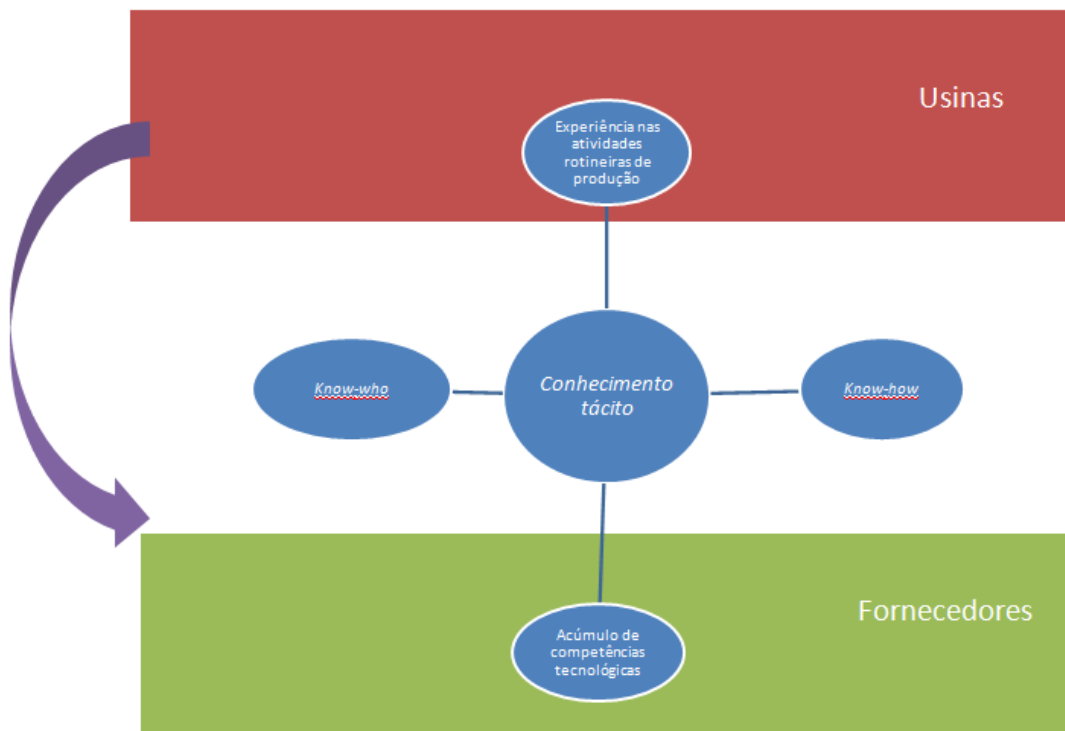 Usinas
Experiência nas
atividades
rotineiras de
produção
Know-who
Conhecimento
tácito
Know-how
Fornecedores
Acúmulo de
competências
tecnológicas